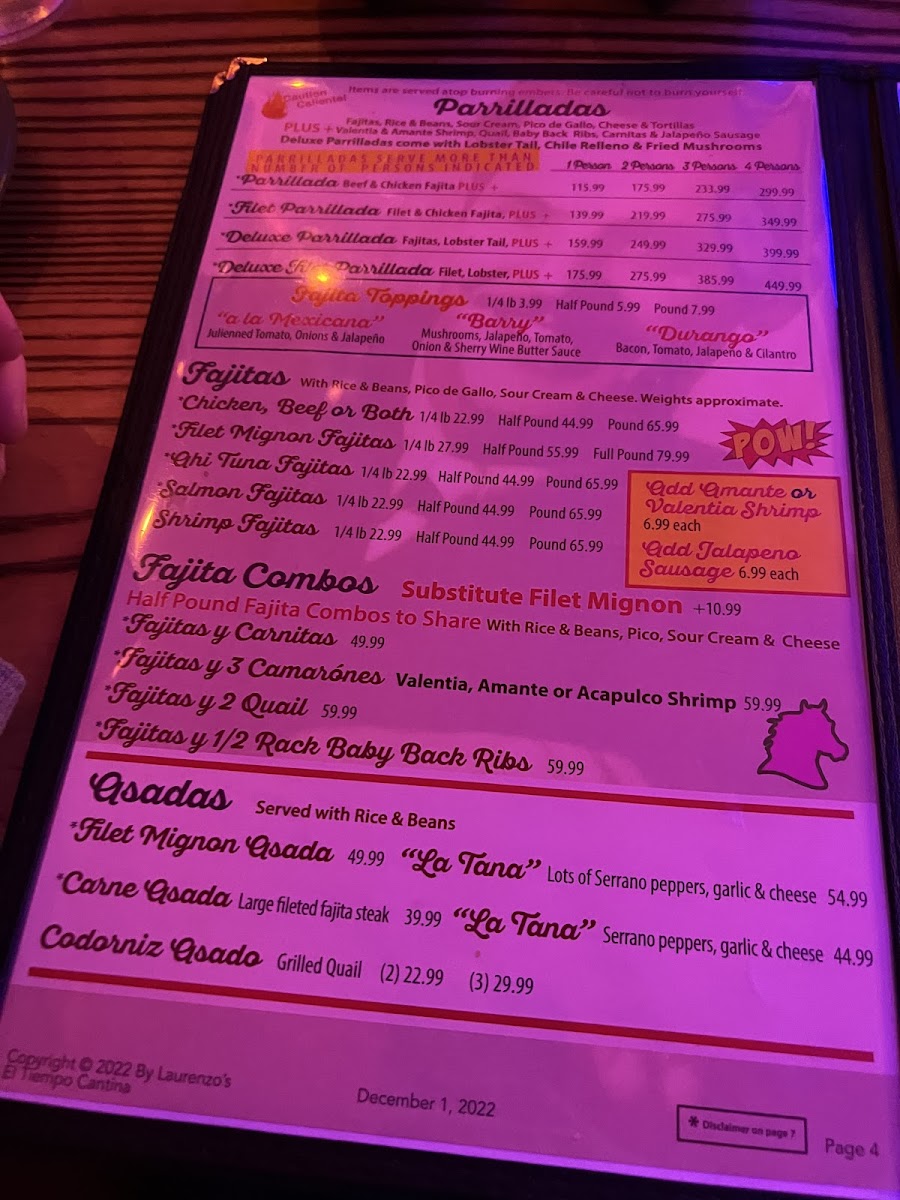 Caution
Caliente!
Items are served atop burning embers. Be careful not to burn yourself.
Parrilladas
Fajitas, Rice & Beans, Sour Cream, Pico de Gallo, Cheese & Tortillas
PLUS + Valentia & Amante Shrimp, Quail, Baby Back Ribs, Carnitas & Jalapeño Sausage
Deluxe Parrilladas come with Lobster Tail, Chile Relleno & Fried Mushrooms
PARRILLADAS SERVE MORE THAN
NUMBER OF PERSONS INDICATED
1 Person 2 Persons 3 Persons 4 Persons
*Parrillada Beef & Chicken Fajita PLUS + 115.99 175.99 233.99 299.99
*Filet Parrillada Filet & Chicken Fajita, PLUS + 139.99 219.99 275.99 349.99
*Deluxe Parrillada Fajitas, Lobster Tail, PLUS + 159.99 249.99 329.99 399.99
*Deluxe Filet Parrillada Filet, Lobster, PLUS + 175.99 275.99 385.99 449.99
Fajita Toppings 1/4 lb 3.99 Half Pound 5.99 Pound 7.99
"a la Mexicana"
Julienned Tomato, Onions & Jalapeño
"Barry"
Mushrooms, Jalapeño, Tomato,
Onion & Sherry Wine Butter Sauce
"Durango"
Bacon, Tomato, Jalapeño & Cilantro
Fajitas With Rice & Beans, Pico de Gallo, Sour Cream & Cheese. Weights approximate.
*Chicken, Beef or Both 1/4 lb 22.99 Half Pound 44.99 Pound 65.99
*Filet Mignon Fajitas 1/4 lb 27.99 Half Pound 55.99 Full Pound 79.99
*Ahi Tuna Fajitas 1/4 lb 22.99 Half Pound 44.99 Pound 65.99
*Salmon Fajitas 1/4 lb 22.99 Half Pound 44.99 Pound 65.99
Shrimp Fajitas 1/4 lb 22.99 Half Pound 44.99 Pound 65.99
POW!
Add Amante or
Valentia Shrimp
6.99 each
Add Jalapeno
Sausage 6.99 each
Fajita Combos Substitute Filet Mignon +10.99
Half Pound Fajita Combos to Share With Rice & Beans, Pico, Sour Cream & Cheese
*Fajitas y Carnitas 49.99
*Fajitas y 3 Camarónes Valentia, Amante or Acapulco Shrimp 59.99
*Fajitas y 2 Quail 59.99
*Fajitas y 1/2 Rack Baby Back Ribs 59.99
Asadas Served with Rice & Beans
*Filet Mignon Asada 49.99 "La Tana" Lots of Serrano peppers, garlic & cheese 54.99
*Carne Asada Large fileted fajita steak 39.99 "La Tana" Serrano peppers, garlic & cheese 44.99
Codorniz Asado Grilled Quail (2) 22.99 (3) 29.99
Copyright © 2022 By Laurenzo's
El Tiempo Cantina
December 1, 2022
* Disclaimer on page 7
Page 4